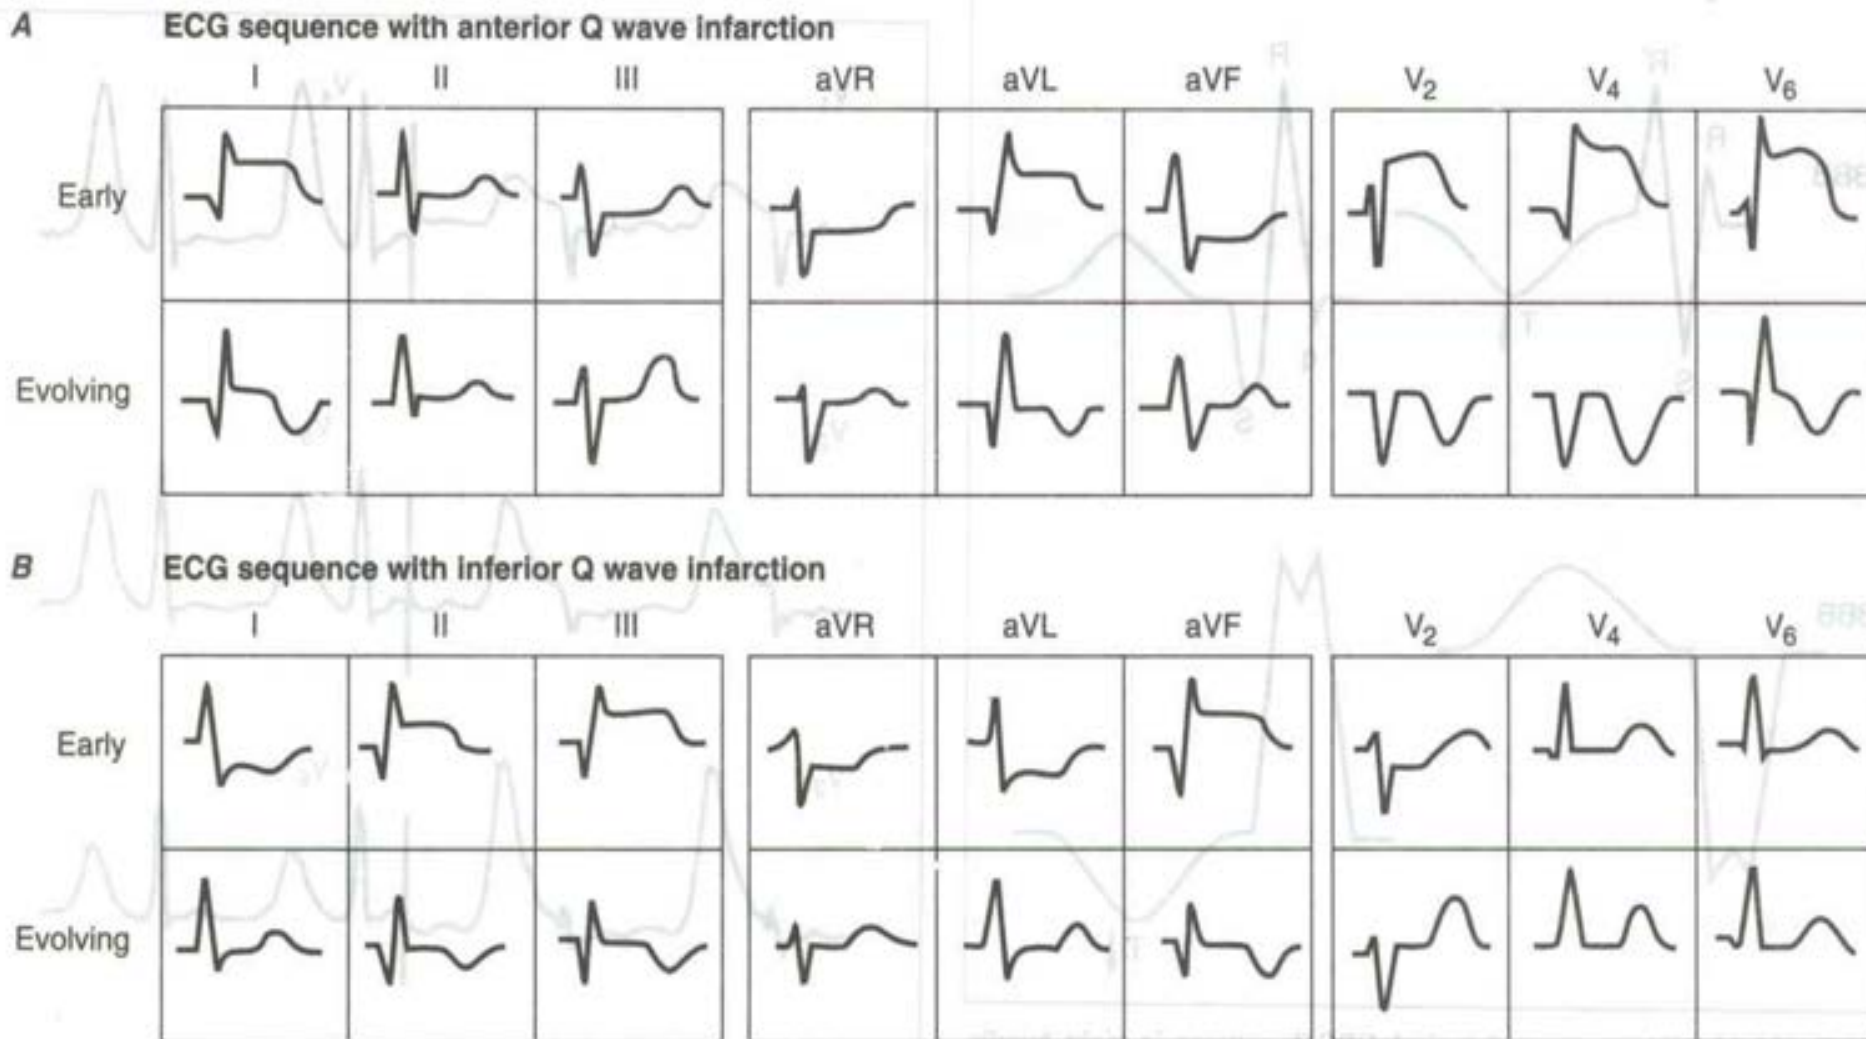 A ECG sequence with anterior Q wave infarction
I II III aVR aVL aVF V₂ V₄ V₆
Early
Evolving
B ECG sequence with inferior Q wave infarction
I II III aVR aVL aVF V₂ V₄ V₆
Early
Evolving